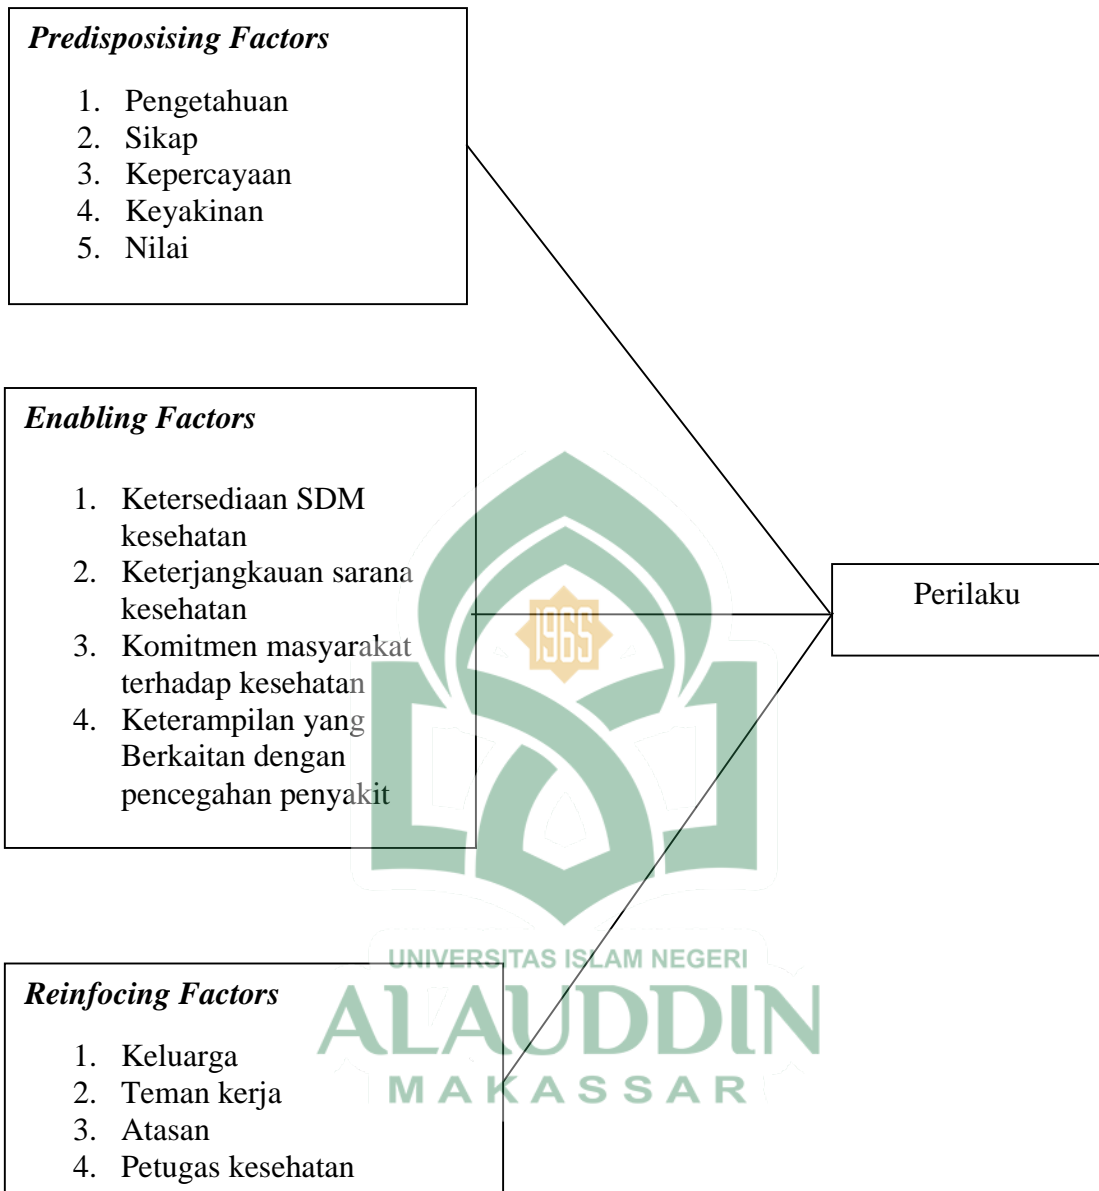 Predisposising Factors
1. Pengetahuan
2. Sikap
3. Kepercayaan
4. Keyakinan
5. Nilai
Enabling Factors
1. Ketersediaan SDM
kesehatan
2. Keterjangkauan sarana
kesehatan
3. Komitmen masyarakat
terhadap kesehatan
4. Keterampilan yang
Berkaitan dengan
pencegahan penyakit
Reinfocing Factors
1. Keluarga
2. Teman kerja
3. Atasan
4. Petugas kesehatan
Perilaku
1965
UNIVERSITAS ISLAM NEGERI
ALAUDDIN
MAKASSAR